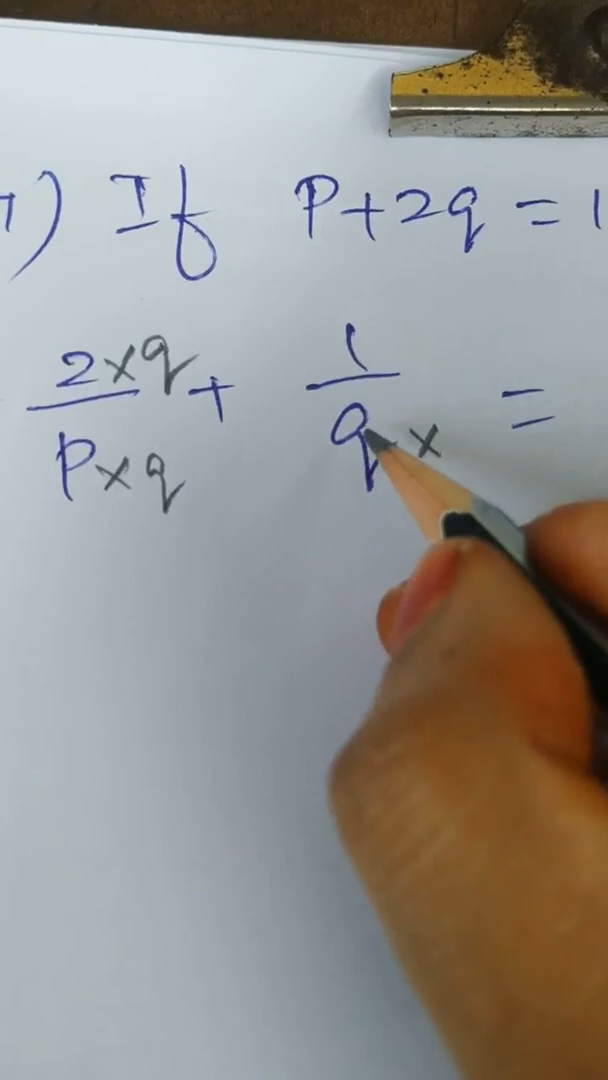 7) If P+2q = 1
2×q/P×q + 1/q × =